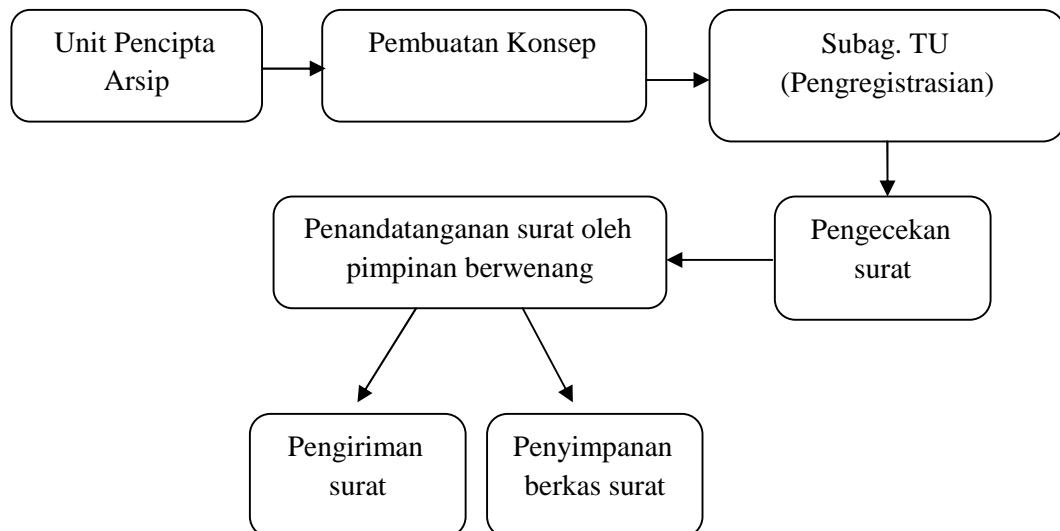 Unit Pencipta
Arsip
Pembuatan Konsep
Subag. TU
(Pengregistrasian)
Pengecekan
surat
Penandatanganan surat oleh
pimpinan berwenang
Pengiriman
surat
Penyimpanan
berkas surat